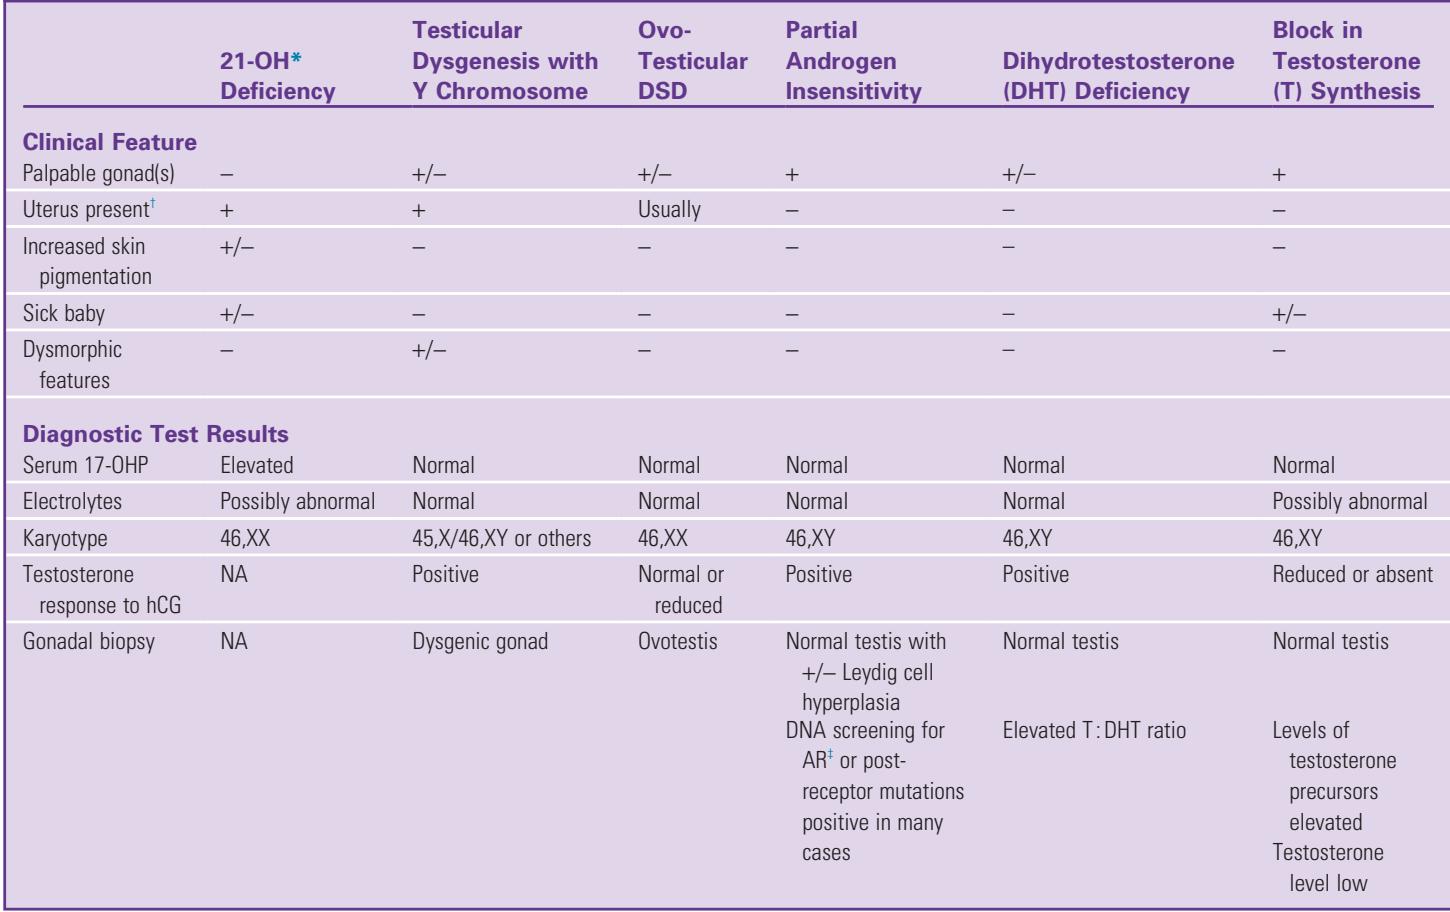 21-OH* Deficiency	Testicular Dysgenesis with Y Chromosome	Ovo-Testicular DSD	Partial Androgen Insensitivity	Dihydrotestosterone (DHT) Deficiency	Block in Testosterone (T) Synthesis
Clinical Feature
Palpable gonad(s)	–	+/–	+/–	+	+/–	+
Uterus present†	+	+	Usually	–	–	–
Increased skin pigmentation	+/–	–	–	–	–	–
Sick baby	+/–	–	–	–	–	+/–
Dysmorphic features	–	+/–	–	–	–	–
Diagnostic Test Results
Serum 17-OHP	Elevated	Normal	Normal	Normal	Normal	Normal
Electrolytes	Possibly abnormal	Normal	Normal	Normal	Normal	Possibly abnormal
Karyotype	46,XX	45,X/46,XY or others	46,XX	46,XY	46,XY	46,XY
Testosterone response to hCG	NA	Positive	Normal or reduced	Positive	Positive	Reduced or absent
Gonadal biopsy	NA	Dysgenic gonad	Ovotestis	Normal testis with +/– Leydig cell hyperplasia	Normal testis	Normal testis
DNA screening for AR‡ or post-receptor mutations positive in many cases	Elevated T:DHT ratio	Levels of testosterone precursors elevated
Testosterone level low